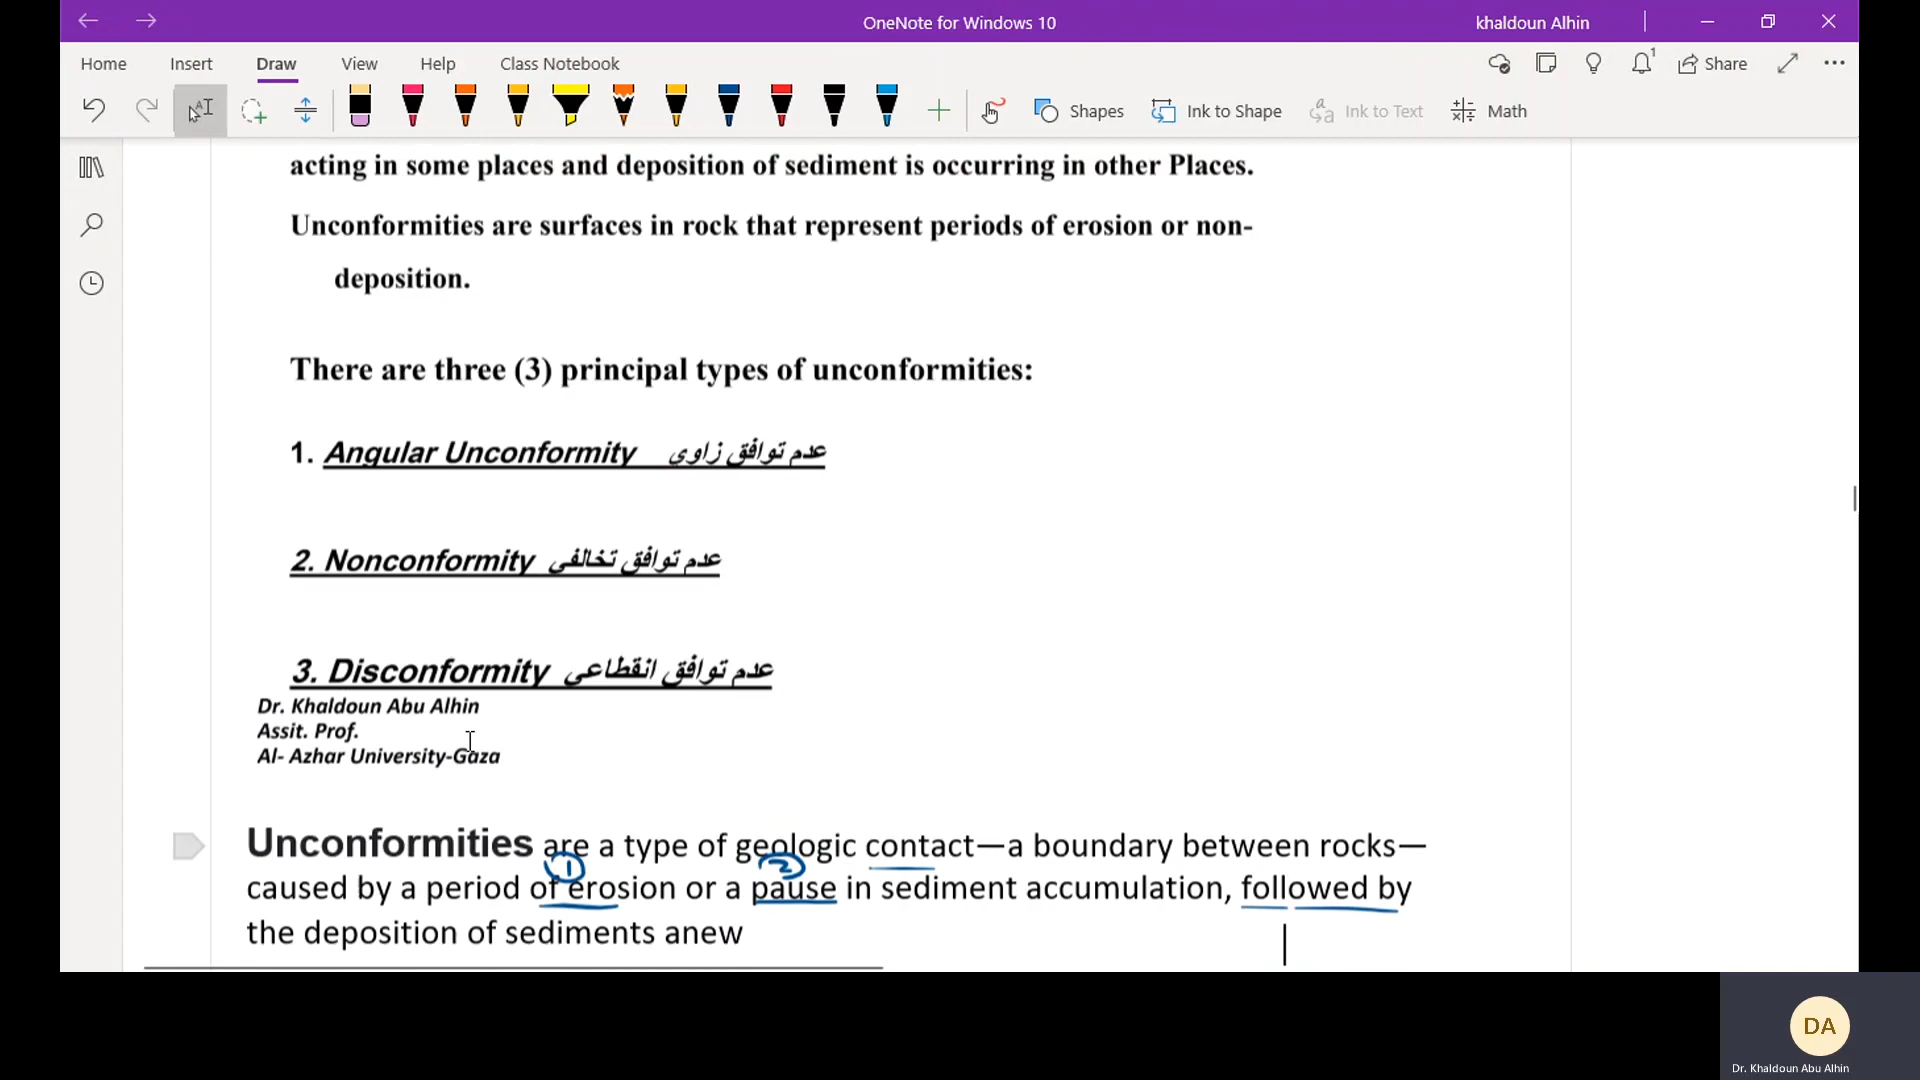 OneNote for Windows 10
khaldoun Alhin
Home Insert Draw View Help Class Notebook
1
Share
Shapes Ink to Shape Ink to Text Math
acting in some places and deposition of sediment is occurring in other Places.
Unconformities are surfaces in rock that represent periods of erosion or non-
deposition.
There are three (3) principal types of unconformities:
1. Angular Unconformity عدم توافق زاوى
2. Nonconformity عدم توافق تخالفى
3. Disconformity عدم توافق انقطاعى
Dr. Khaldoun Abu Alhin
Assit. Prof.
Al- Azhar University-Gaza
Unconformities are a type of geologic contact—a boundary between rocks—
1 2
caused by a period of erosion or a pause in sediment accumulation, followed by
the deposition of sediments anew
DA
Dr. Khaldoun Abu Alhin